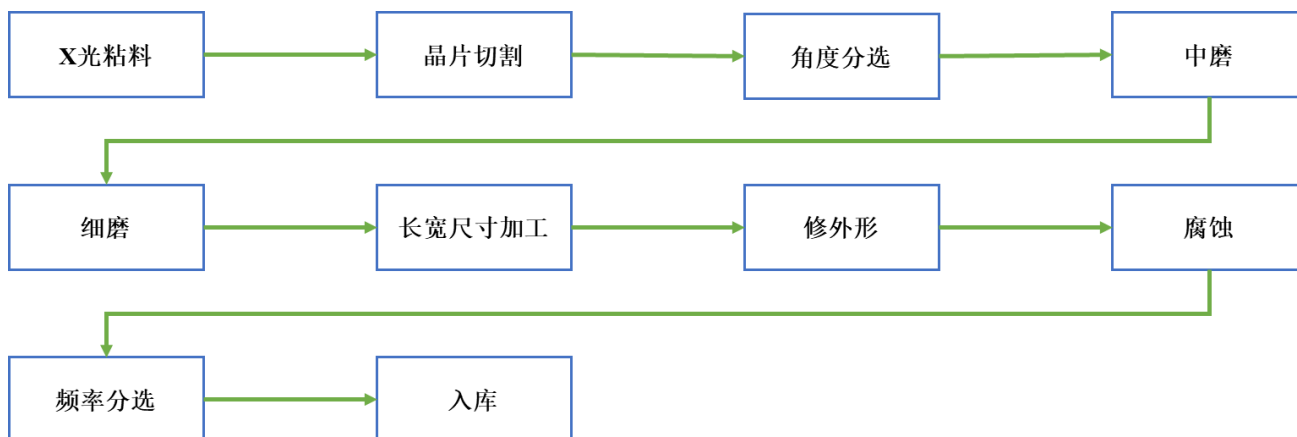 X光粘料
晶片切割
角度分选
中磨
细磨
长宽尺寸加工
修外形
腐蚀
频率分选
入库